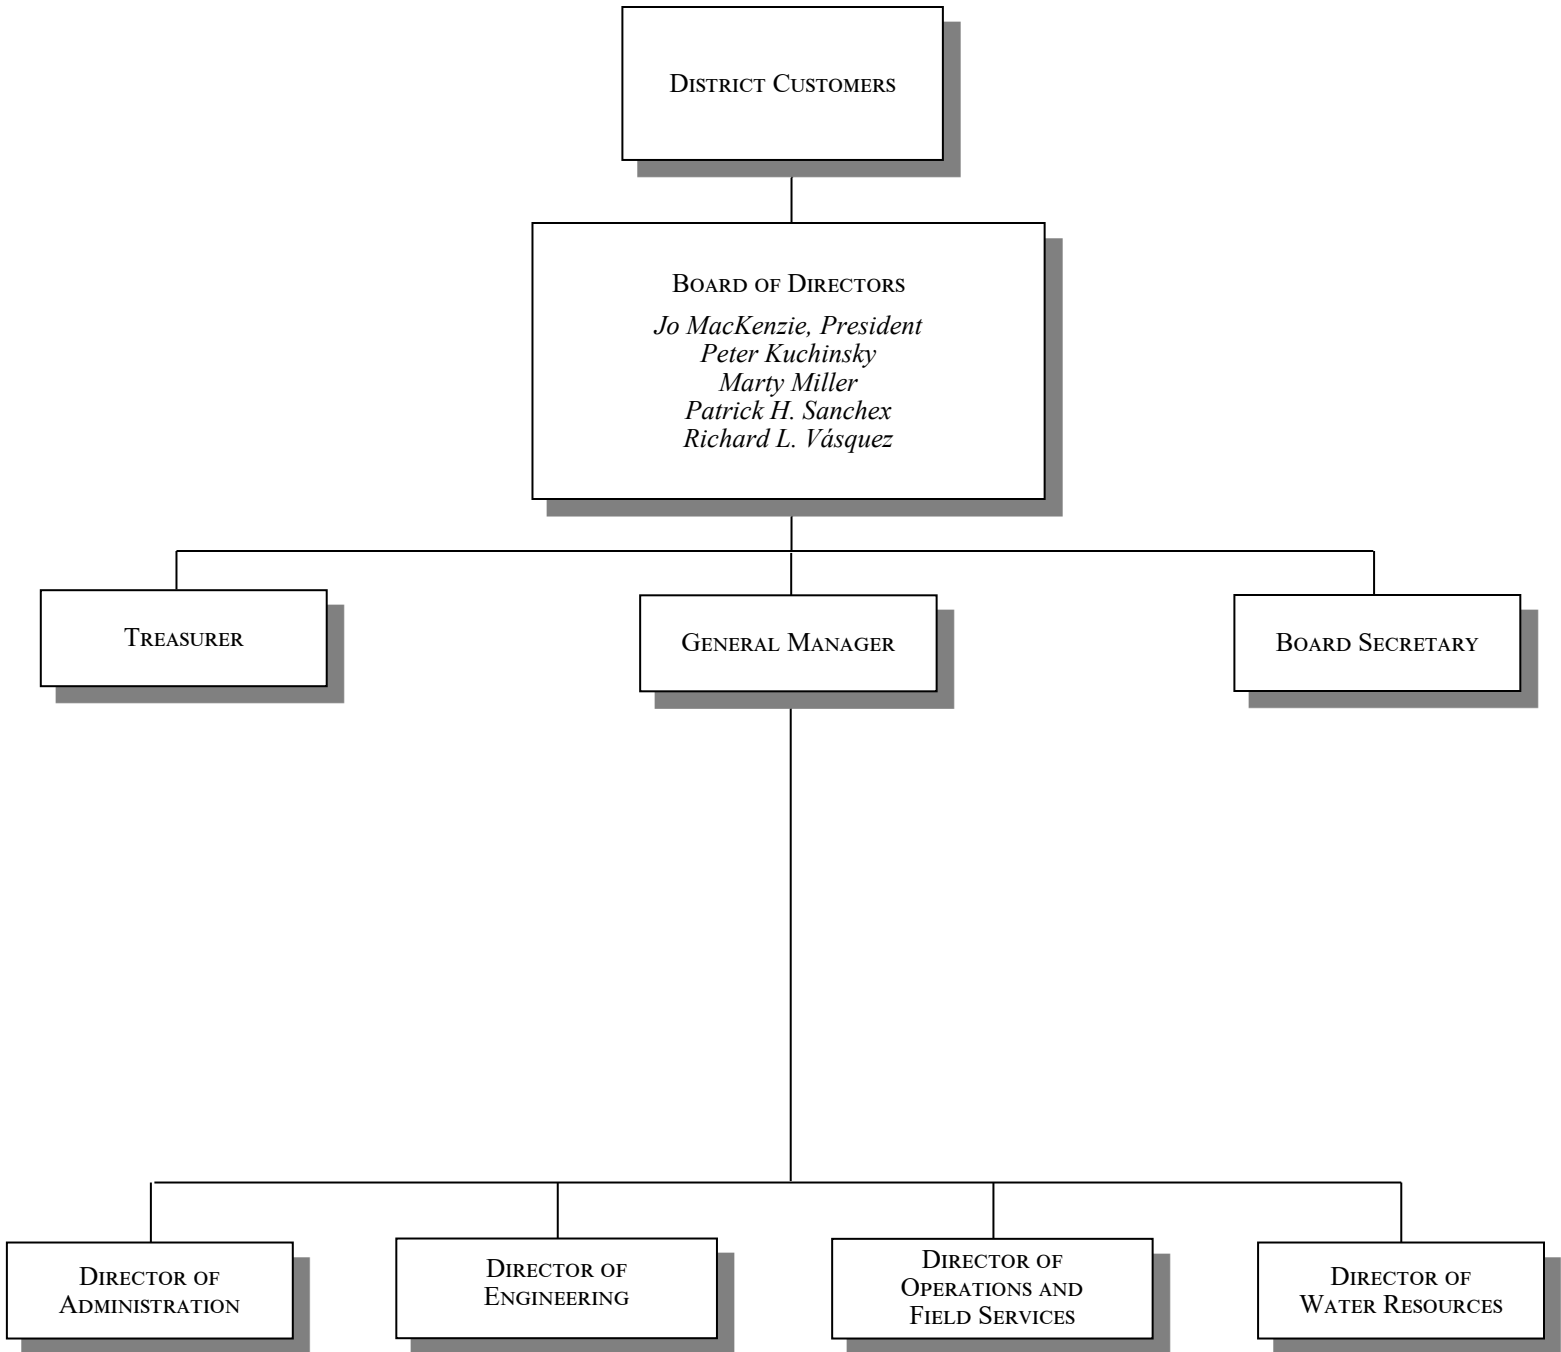 District Customers
Board of Directors
Jo MacKenzie, President
Peter Kuchinsky
Marty Miller
Patrick H. Sanchex
Richard L. Vásquez
Treasurer
General Manager
Board Secretary
Director of
Administration
Director of
Engineering
Director of
Operations and
Field Services
Director of
Water Resources